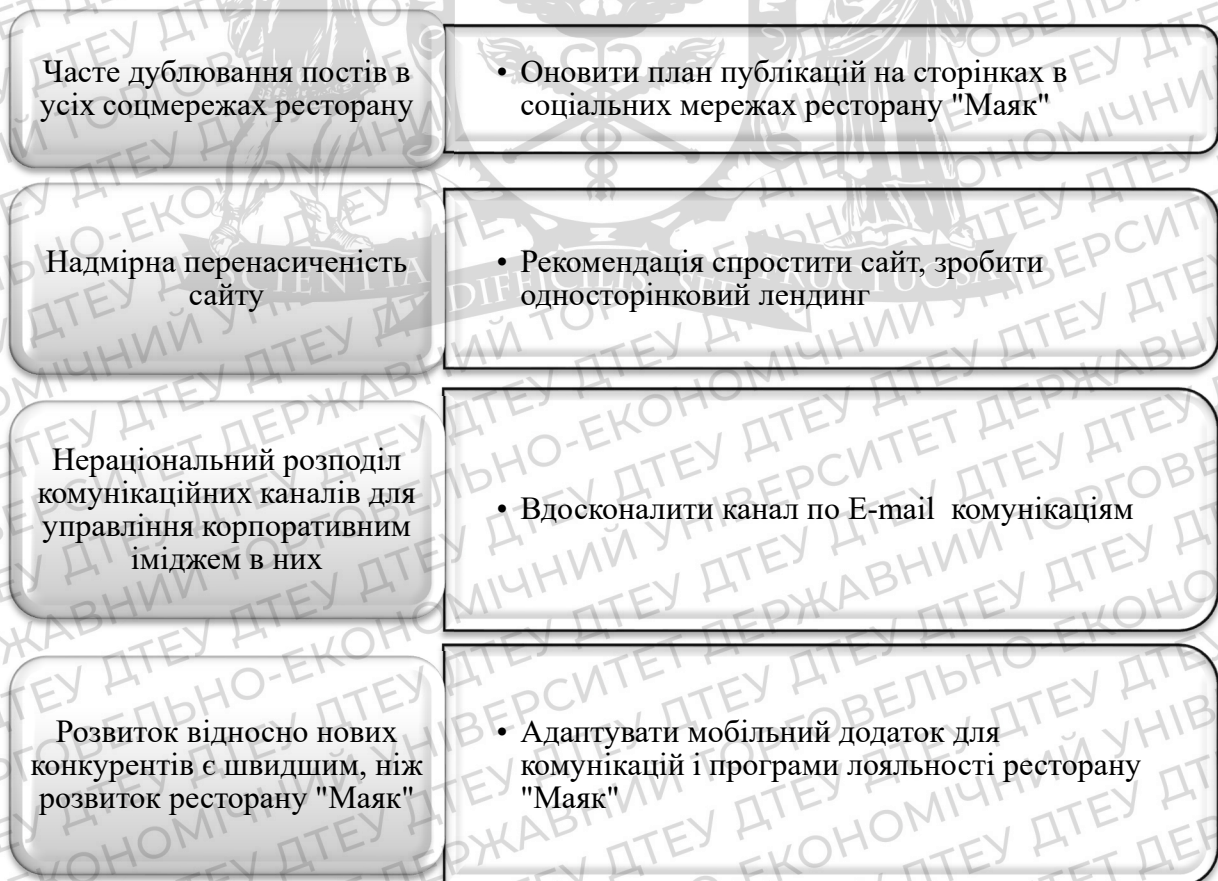 Часте дублювання постів в
усіх соцмережах ресторану
• Оновити план публікацій на сторінках в
соціальних мережах ресторану "Маяк"
Надмірна перенасиченість
сайту
• Рекомендація спростити сайт, зробити
односторінковий лендинг
Нераціональний розподіл
комунікаційних каналів для
управління корпоративним
іміджем в них
• Вдосконалити канал по E-mail комунікаціям
Розвиток відносно нових
конкурентів є швидшим, ніж
розвиток ресторану "Маяк"
• Адаптувати мобільний додаток для
комунікацій і програми лояльності ресторану
"Маяк"